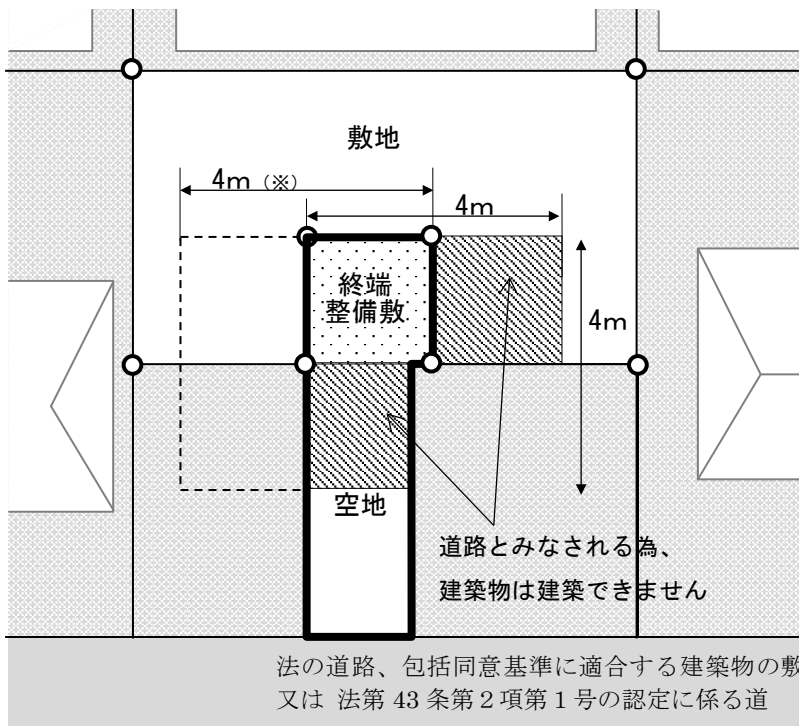 敷地
4m（※）
4m
終端
整備敷
4m
空地
道路とみなされる為、
建築物は建築できません
法の道路、包括同意基準に適合する建築物の敷
又は 法第 43 条第２項第１号の認定に係る道